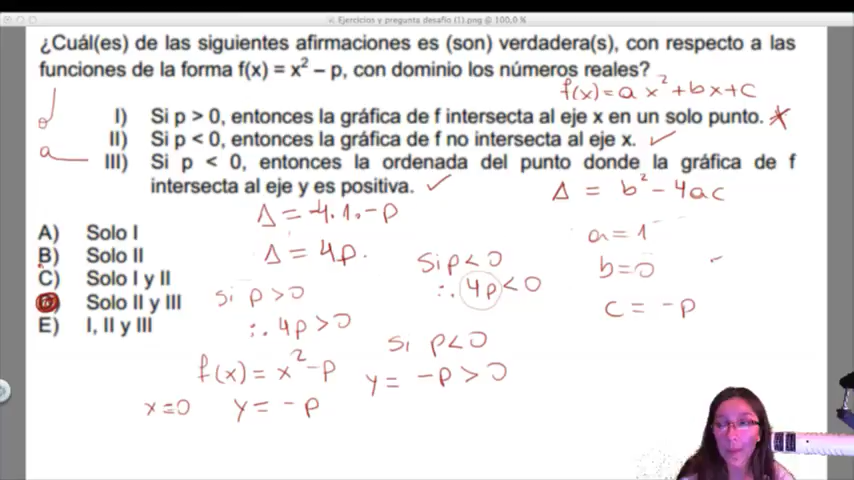 Ejercicios y pregunta desafío (1).png @ 100,0 %
¿Cuál(es) de las siguientes afirmaciones es (son) verdadera(s), con respecto a las
funciones de la forma f(x) = x² – p, con dominio los números reales?
f(x) = a x² + bx + c
I) Si p > 0, entonces la gráfica de f intersecta al eje x en un solo punto.
II) Si p < 0, entonces la gráfica de f no intersecta al eje x. ✓
III) Si p < 0, entonces la ordenada del punto donde la gráfica de f
intersecta al eje y es positiva. ✓
Δ = b² - 4ac
Δ = -4.1.-p
Δ = 4p.
a = 1
b = 0
c = -p
A) Solo I
B) Solo II
C) Solo I y II
Solo II y III
E) I, II y III
si p > 0
∴ 4p > 0
Si p < 0
∴ 4p < 0
f(x) = x² - p
x = 0 y = -p
si p < 0
y = -p > 0